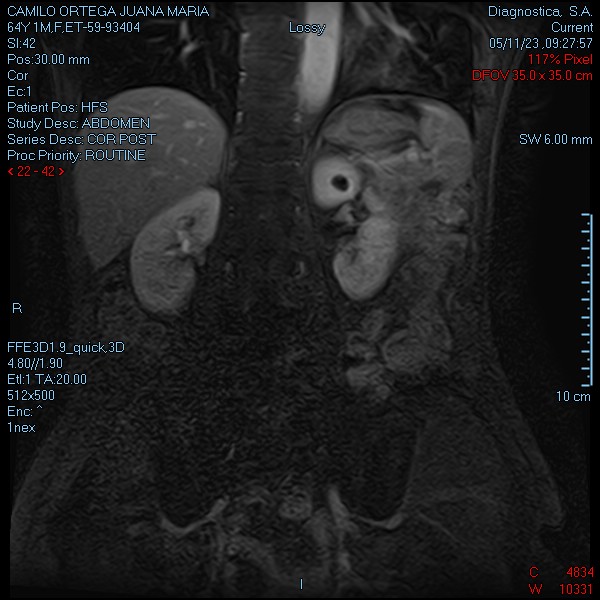 CAMILO ORTEGA JUANA MARIA
64Y 1M,F,ET-59-93404
Sl:42
Pos:30.00 mm
Cor
Ec:1
Patient Pos: HFS
Study Desc: ABDOMEN
Series Desc: COR POST
Proc Priority: ROUTINE
< 22 - 42 >
Lossy
Diagnostica, S.A.
Current
05/11/23 ,09:27:57
117% Pixel
DFOV 35.0 x 35.0 cm
SW 6.00 mm
R
10 cm
FFE3D1.9_quick,3D
4.80//1.90
Etl:1 TA:20.00
512x500
Enc: ^
1nex
I
C 4834
W 10331